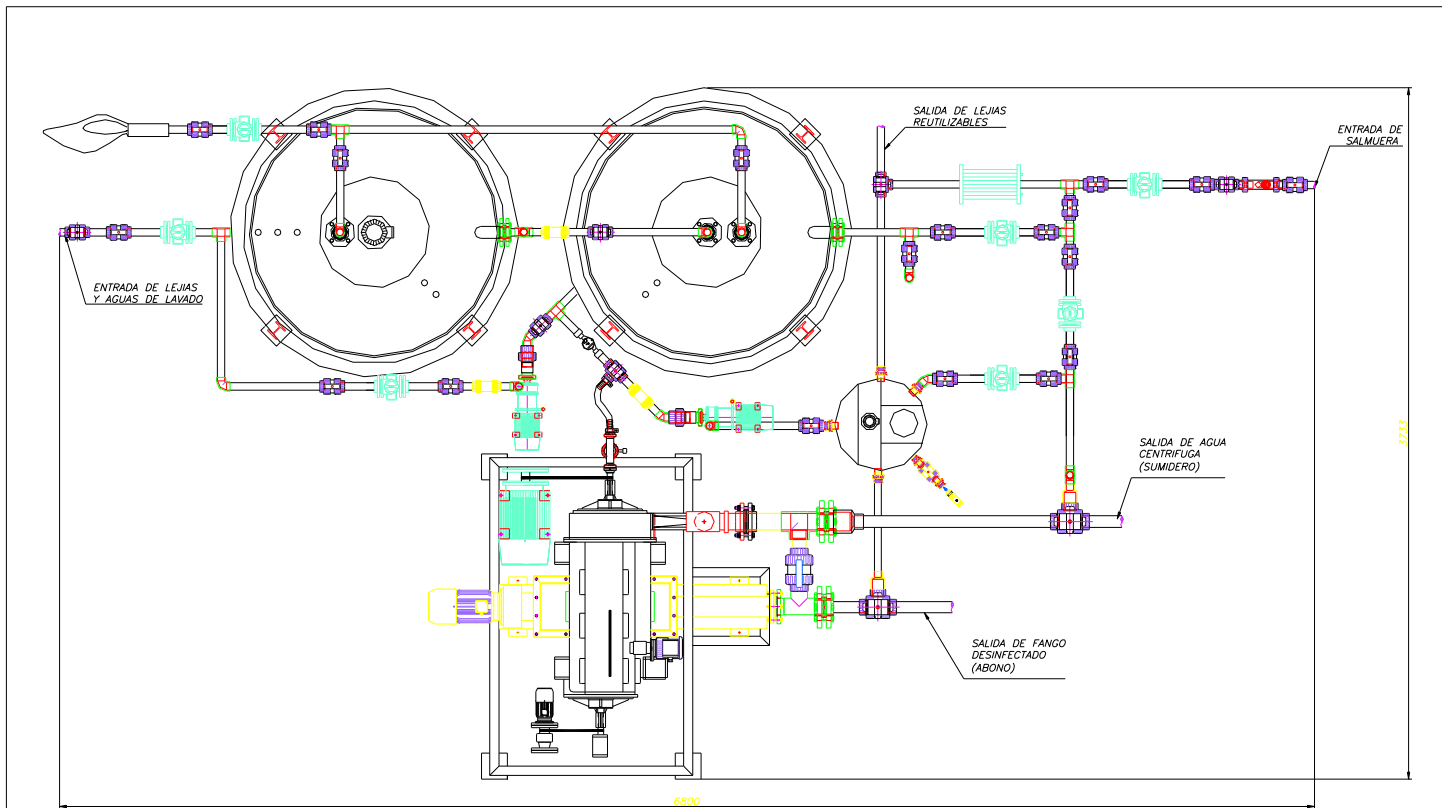 SALIDA DE LEJIAS
REUTILIZABLES
ENTRADA DE
SALMUERA
ENTRADA DE LEJIAS
Y AGUAS DE LAVADO
SALIDA DE AGUA
CENTRIFUGA
(SUMIDERO)
3733
SALIDA DE FANGO
DESINFECTADO
(ABONO)
6800